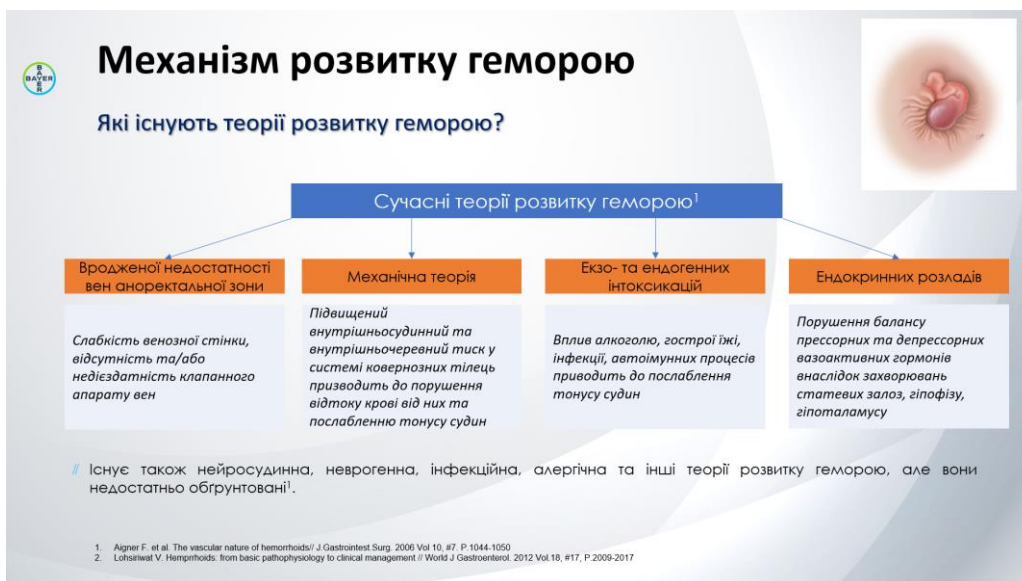 Механізм розвитку геморою
BAYER
BAYER
Які існують теорії розвитку геморою?
Сучасні теорії розвитку геморою1
Вродженої недостатності
вен аноректальної зони
Слабкість венозної стінки,
відсутність та/або
недієздатність клапанного
апарату вен
Механічна теорія
Підвищений
внутрішньосудинний та
внутрішньочеревний тиск у
системі ковернозних тілець
призводить до порушення
відтоку крові від них та
послабленню тонусу судин
Екзо- та ендогенних
інтоксикацій
Вплив алкоголю, гострої їжі,
інфекції, автоімунних процесів
приводить до послаблення
тонусу судин
Ендокринних розладів
Порушення балансу
прессорних та депрессорних
вазоактивних гормонів
внаслідок захворювань
статевих залоз, гіпофізу,
гіпоталамусу
// Існує також нейросудинна, неврогенна, інфекційна, алергічна та інші теорії розвитку геморою, але вони
недостатньо обґрунтовані1.
1. Aigner F. et al. The vascular nature of hemorrhoids// J.Gastrointest.Surg. 2006 Vol 10, #7. P.1044-1050
2. Lohsiriwat V. Hemprrhoids: from basic pathophysiology to clinical management // World J Gastroenterol. 2012 Vol.18, #17, P.2009-2017